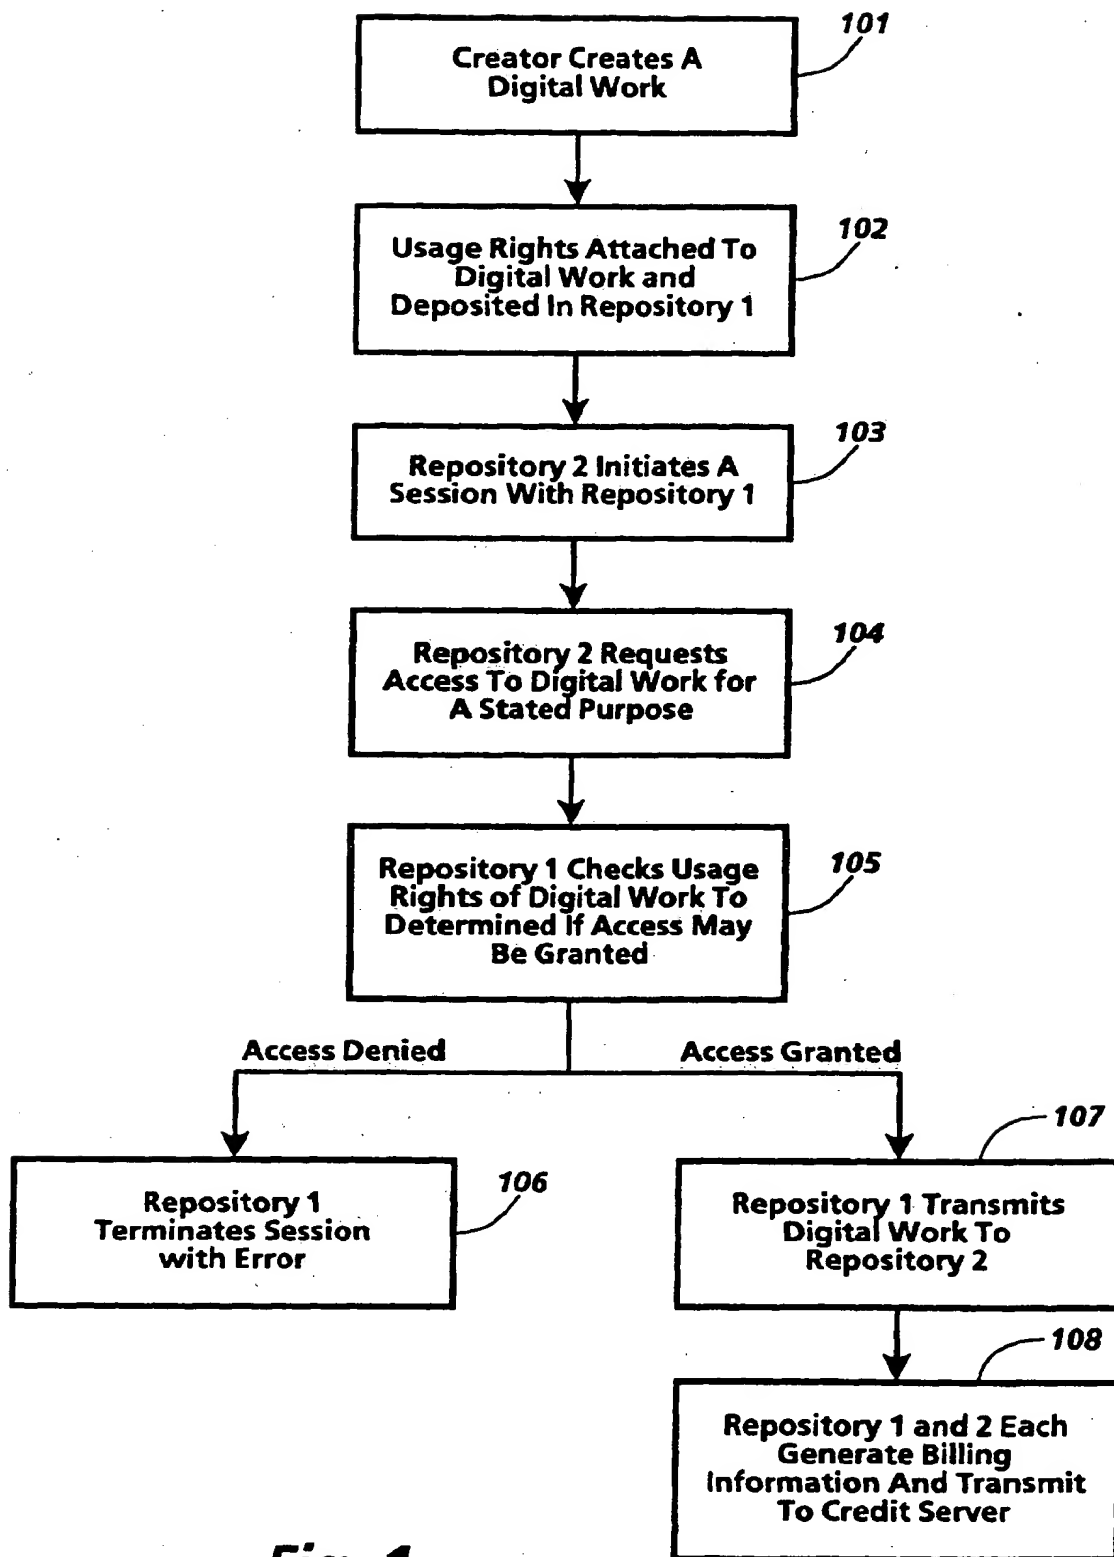 101
Creator Creates A
Digital Work
102
Usage Rights Attached To
Digital Work and
Deposited In Repository 1
103
Repository 2 Initiates A
Session With Repository 1
104
Repository 2 Requests
Access To Digital Work for
A Stated Purpose
105
Repository 1 Checks Usage
Rights of Digital Work To
Determined If Access May
Be Granted
Access Denied
Access Granted
106
Repository 1
Terminates Session
with Error
107
Repository 1 Transmits
Digital Work To
Repository 2
108
Repository 1 and 2 Each
Generate Billing
Information And Transmit
To Credit Server
Fig. 1